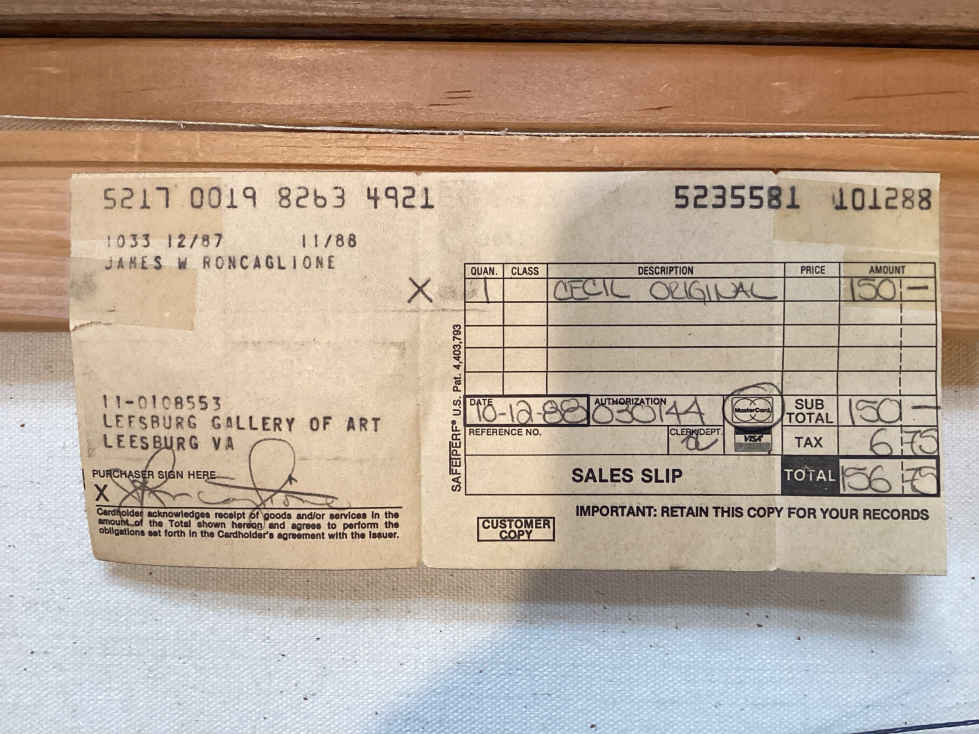 5217 0019 8263 4921
5235581 101288
1033 12/87 11/88
JAMES W RONCAGLIONE
X
QUAN. CLASS DESCRIPTION PRICE AMOUNT
1 CECIL ORIGINAL 150 —
SAFEIPERF® U.S. Pat. 4,403,793
11-0108553
LEESBURG GALLERY OF ART
LEESBURG VA
DATE 10-12-88 AUTHORIZATION 030144 MasterCard SUB TOTAL 150 —
REFERENCE NO. CLERK/DEPT. VISA TAX 6 75
SALES SLIP TOTAL 156 75
PURCHASER SIGN HERE
X
Cardholder acknowledges receipt of goods and/or services in the
amount of the Total shown hereon and agrees to perform the
obligations set forth in the Cardholder's agreement with the issuer.
CUSTOMER
COPY
IMPORTANT: RETAIN THIS COPY FOR YOUR RECORDS